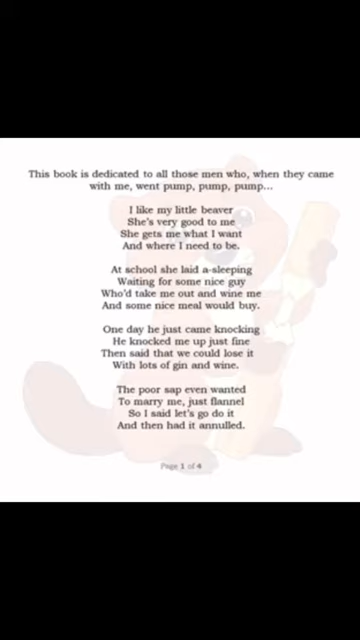 This book is dedicated to all those men who, when they came
with me, went pump, pump, pump...
I like my little beaver
She's very good to me
She gets me what I want
And where I need to be.
At school she laid a-sleeping
Waiting for some nice guy
Who'd take me out and wine me
And some nice meal would buy.
One day he just came knocking
He knocked me up just fine
Then said that we could lose it
With lots of gin and wine.
The poor sap even wanted
To marry me, just flannel
So I said let's go do it
And then had it annulled.
Page 1 of 4